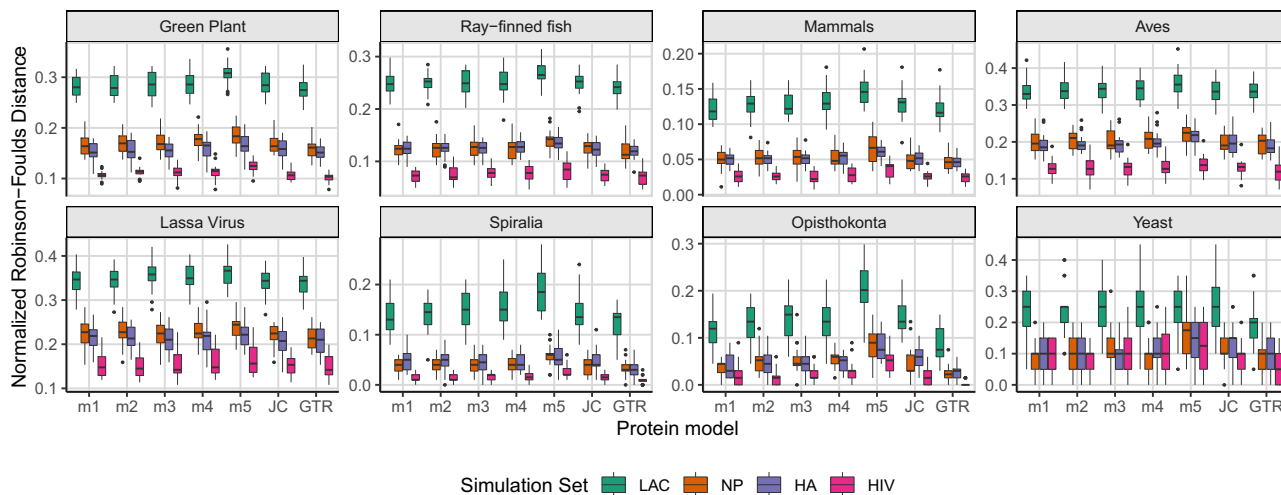 Normalized Robinson−Foulds Distance
Green Plant Ray−finned fish Mammals Aves
0.3 0.3 0.20 0.4
0.15 0.3
0.2 0.2 0.10 0.2
0.05
0.1 0.1 0.00 0.1
Lassa Virus Spiralia Opisthokonta Yeast
0.4 0.3 0.3 0.4
0.3 0.2 0.2 0.3
0.2 0.1 0.1 0.2
0.1
0.1 0.0 0.0 0.0
m1 m2 m3 m4 m5 JC GTR m1 m2 m3 m4 m5 JC GTR m1 m2 m3 m4 m5 JC GTR m1 m2 m3 m4 m5 JC GTR
Protein model
Simulation Set LAC NP HA HIV